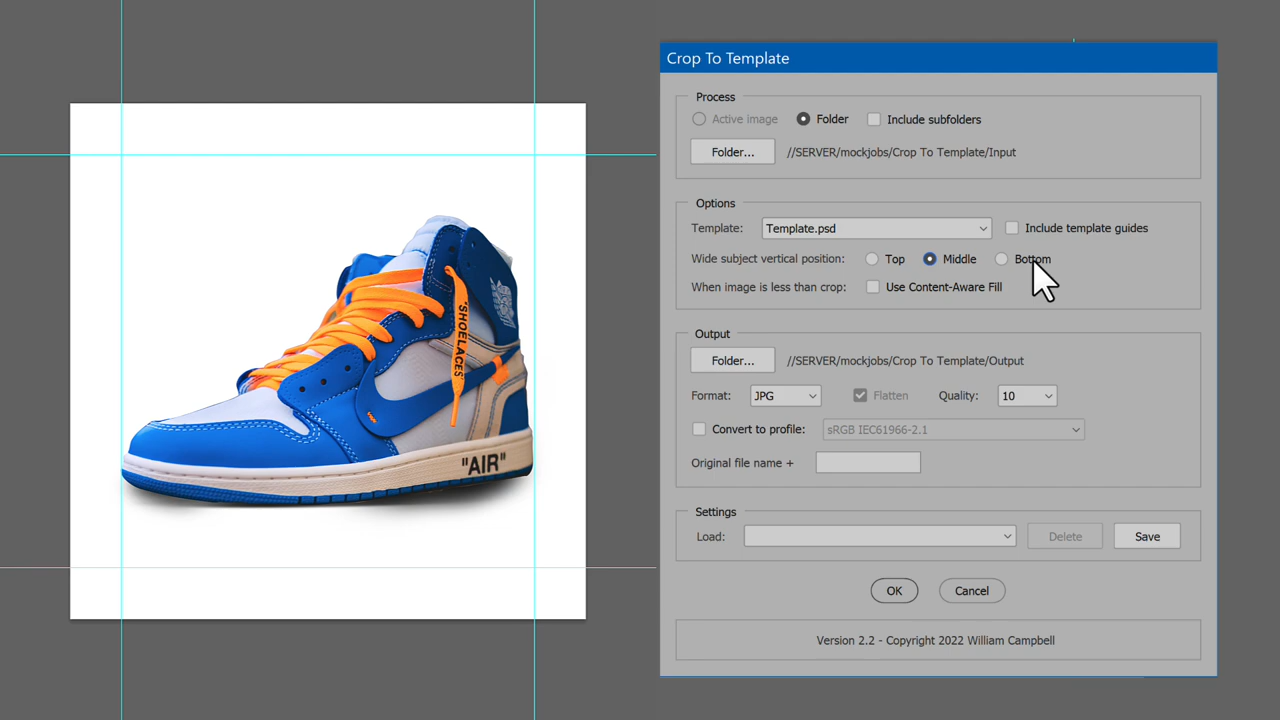 Crop To Template
Process
Active image Folder Include subfolders
Folder... //SERVER/mockjobs/Crop To Template/Input
Options
Template: Template.psd Include template guides
Wide subject vertical position: Top Middle Bottom
When image is less than crop: Use Content-Aware Fill
Output
Folder... //SERVER/mockjobs/Crop To Template/Output
Format: JPG Flatten Quality: 10
Convert to profile: sRGB IEC61966-2.1
Original file name +
Settings
Load: Delete Save
OK Cancel
Version 2.2 - Copyright 2022 William Campbell
"SHOELACES"
"AIR"